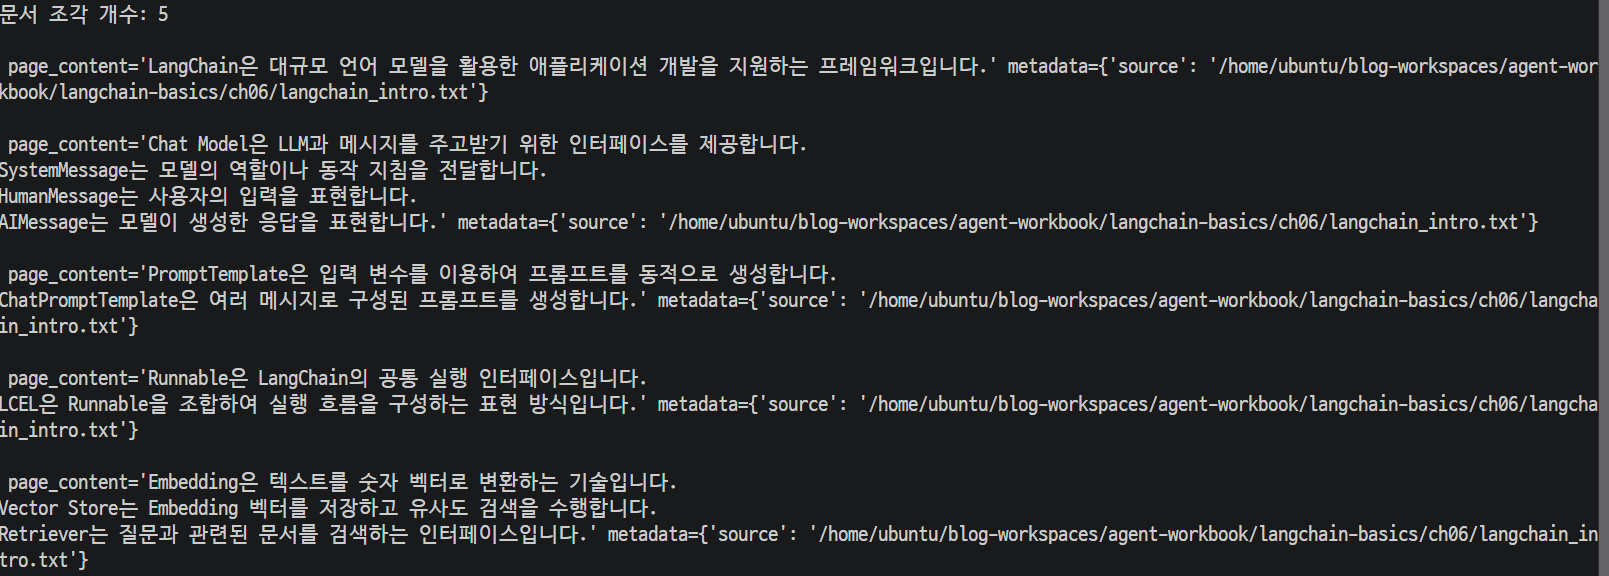 문서 조각 개수: 5
page_content='LangChain은 대규모 언어 모델을 활용한 애플리케이션 개발을 지원하는 프레임워크입니다.' metadata={'source': '/home/ubuntu/blog-workspaces/agent-wor
kbook/langchain-basics/ch06/langchain_intro.txt'}
page_content='Chat Model은 LLM과 메시지를 주고받기 위한 인터페이스를 제공합니다.
SystemMessage는 모델의 역할이나 동작 지침을 전달합니다.
HumanMessage는 사용자의 입력을 표현합니다.
AIMessage는 모델이 생성한 응답을 표현합니다.' metadata={'source': '/home/ubuntu/blog-workspaces/agent-workbook/langchain-basics/ch06/langchain_intro.txt'}
page_content='PromptTemplate은 입력 변수를 이용하여 프롬프트를 동적으로 생성합니다.
ChatPromptTemplate은 여러 메시지로 구성된 프롬프트를 생성합니다.' metadata={'source': '/home/ubuntu/blog-workspaces/agent-workbook/langchain-basics/ch06/langcha
in_intro.txt'}
page_content='Runnable은 LangChain의 공통 실행 인터페이스입니다.
LCEL은 Runnable을 조합하여 실행 흐름을 구성하는 표현 방식입니다.' metadata={'source': '/home/ubuntu/blog-workspaces/agent-workbook/langchain-basics/ch06/langcha
in_intro.txt'}
page_content='Embedding은 텍스트를 숫자 벡터로 변환하는 기술입니다.
Vector Store는 Embedding 벡터를 저장하고 유사도 검색을 수행합니다.
Retriever는 질문과 관련된 문서를 검색하는 인터페이스입니다.' metadata={'source': '/home/ubuntu/blog-workspaces/agent-workbook/langchain-basics/ch06/langchain_in
tro.txt'}